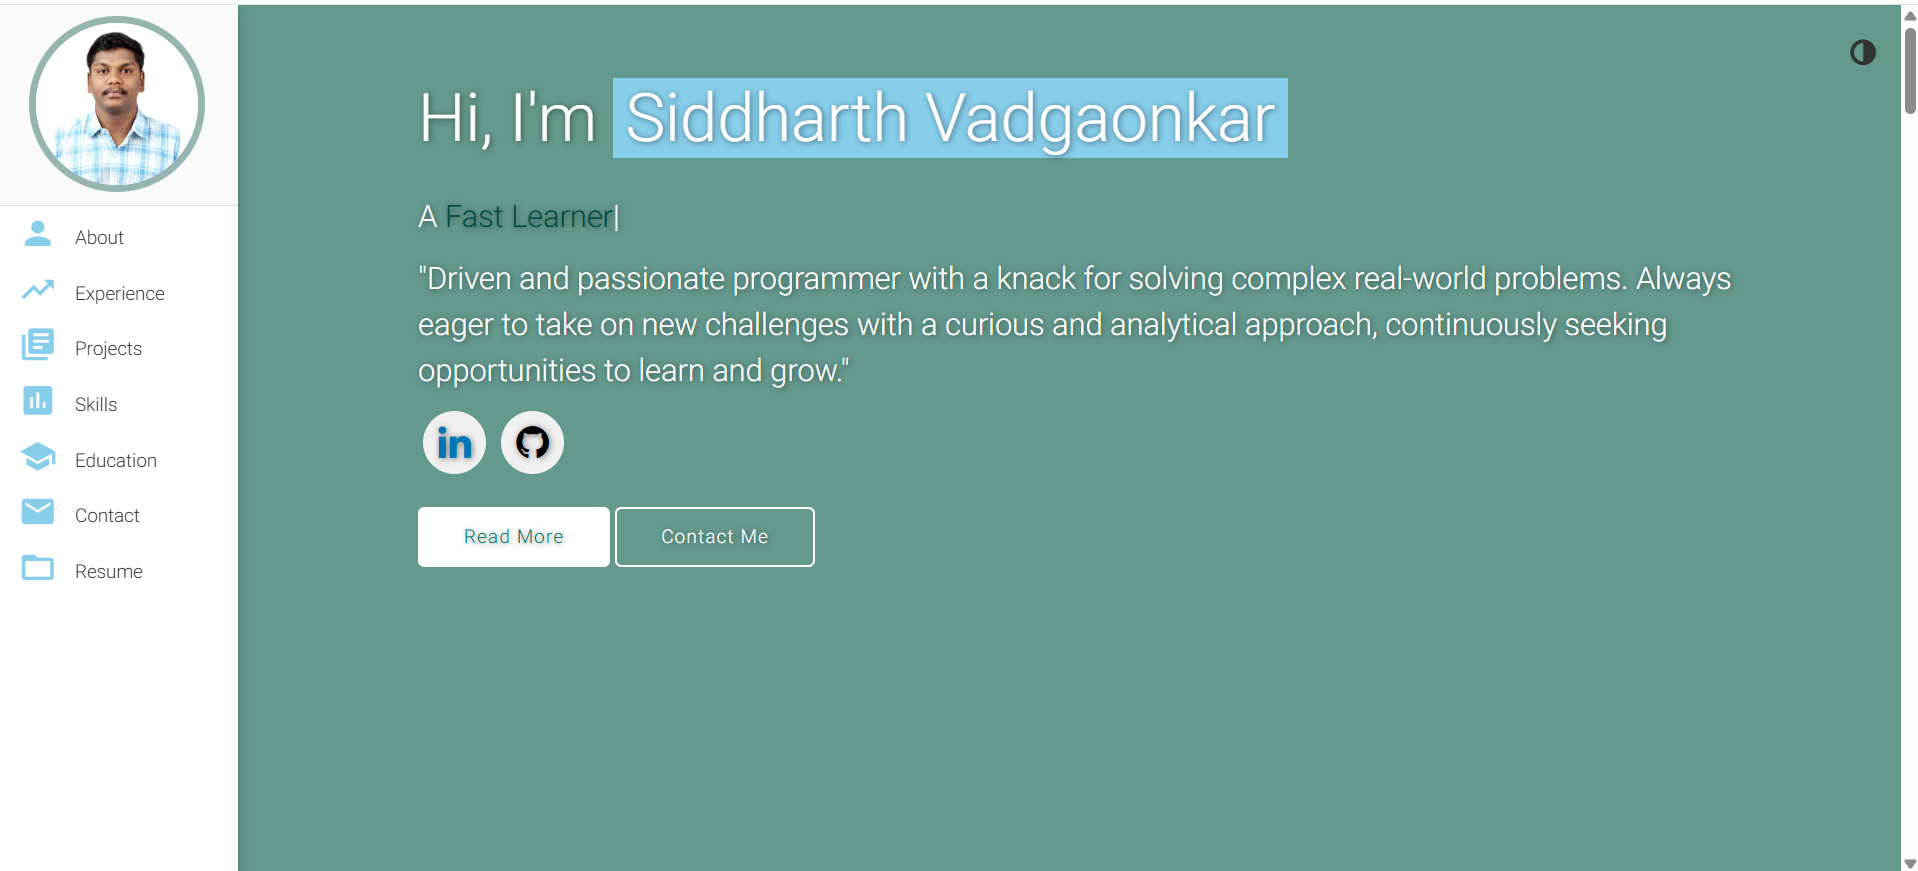 About
Experience
Projects
Skills
Education
Contact
Resume
Hi, I'm Siddharth Vadgaonkar
A Fast Learner|
"Driven and passionate programmer with a knack for solving complex real-world problems. Always
eager to take on new challenges with a curious and analytical approach, continuously seeking
opportunities to learn and grow."
in
Read More
Contact Me